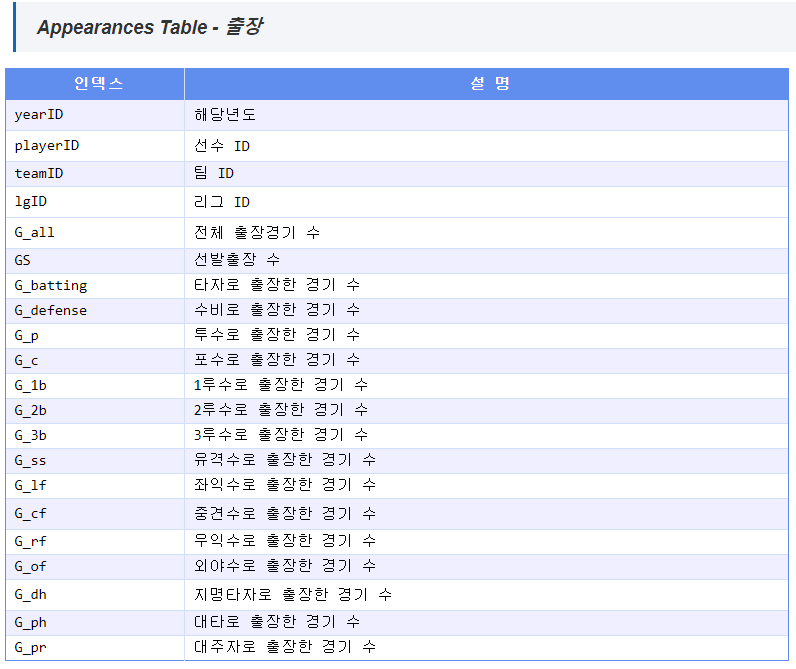 Appearances Table - 출장
인덱스 설 명
yearID 해당년도
playerID 선수 ID
teamID 팀 ID
lgID 리그 ID
G_all 전체 출장경기 수
GS 선발출장 수
G_batting 타자로 출장한 경기 수
G_defense 수비로 출장한 경기 수
G_p 투수로 출장한 경기 수
G_c 포수로 출장한 경기 수
G_1b 1루수로 출장한 경기 수
G_2b 2루수로 출장한 경기 수
G_3b 3루수로 출장한 경기 수
G_ss 유격수로 출장한 경기 수
G_lf 좌익수로 출장한 경기 수
G_cf 중견수로 출장한 경기 수
G_rf 우익수로 출장한 경기 수
G_of 외야수로 출장한 경기 수
G_dh 지명타자로 출장한 경기 수
G_ph 대타로 출장한 경기 수
G_pr 대주자로 출장한 경기 수